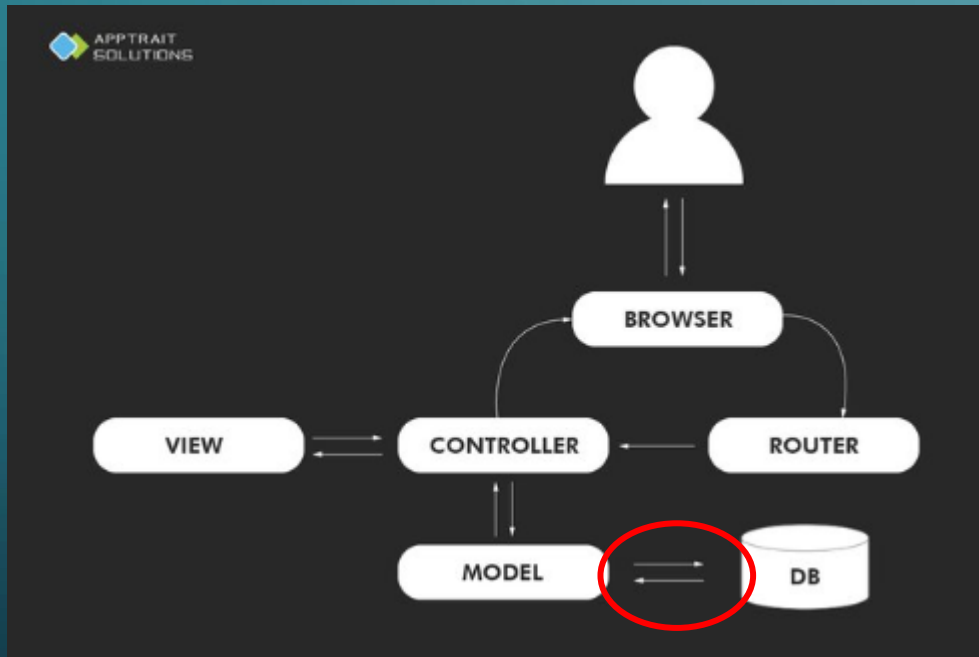 APPTRAIT
SOLUTIONS
BROWSER
VIEW
CONTROLLER
ROUTER
MODEL
DB